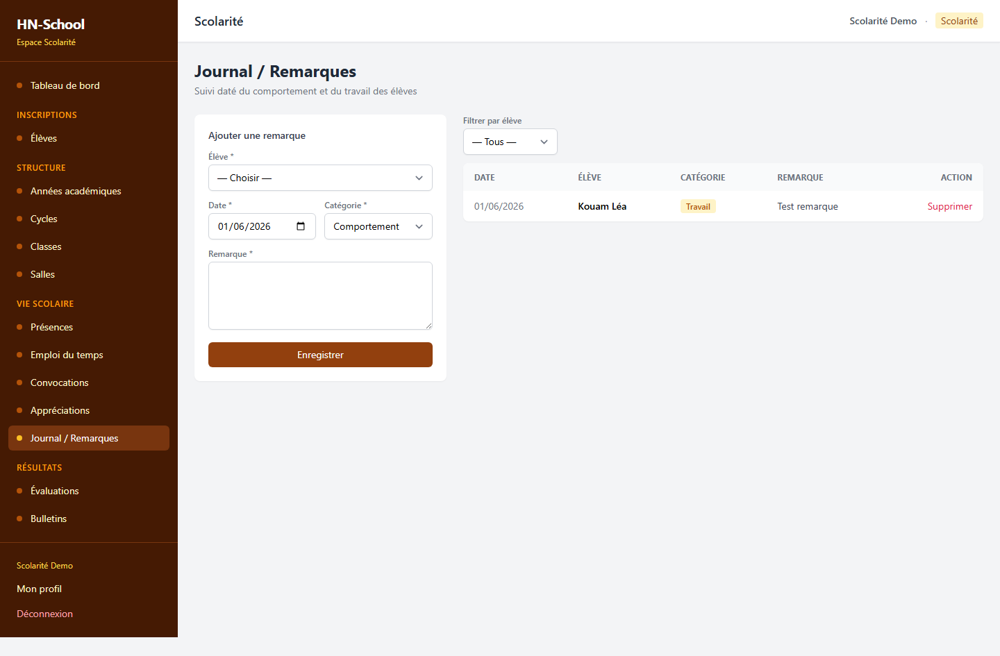 HN-School
Espace Scolarité
Tableau de bord
INSCRIPTIONS
Élèves
STRUCTURE
Années académiques
Cycles
Classes
Salles
VIE SCOLAIRE
Présences
Emploi du temps
Convocations
Appréciations
Journal / Remarques
RÉSULTATS
Évaluations
Bulletins
Scolarité Demo
Mon profil
Déconnexion
Scolarité
Scolarité Demo · Scolarité
Journal / Remarques
Suivi daté du comportement et du travail des élèves
Ajouter une remarque
Élève *
— Choisir —
Date * Catégorie *
01/06/2026 Comportement
Remarque *
Enregistrer
Filtrer par élève
— Tous —
DATE ÉLÈVE CATÉGORIE REMARQUE ACTION
01/06/2026 Kouam Léa Travail Test remarque Supprimer